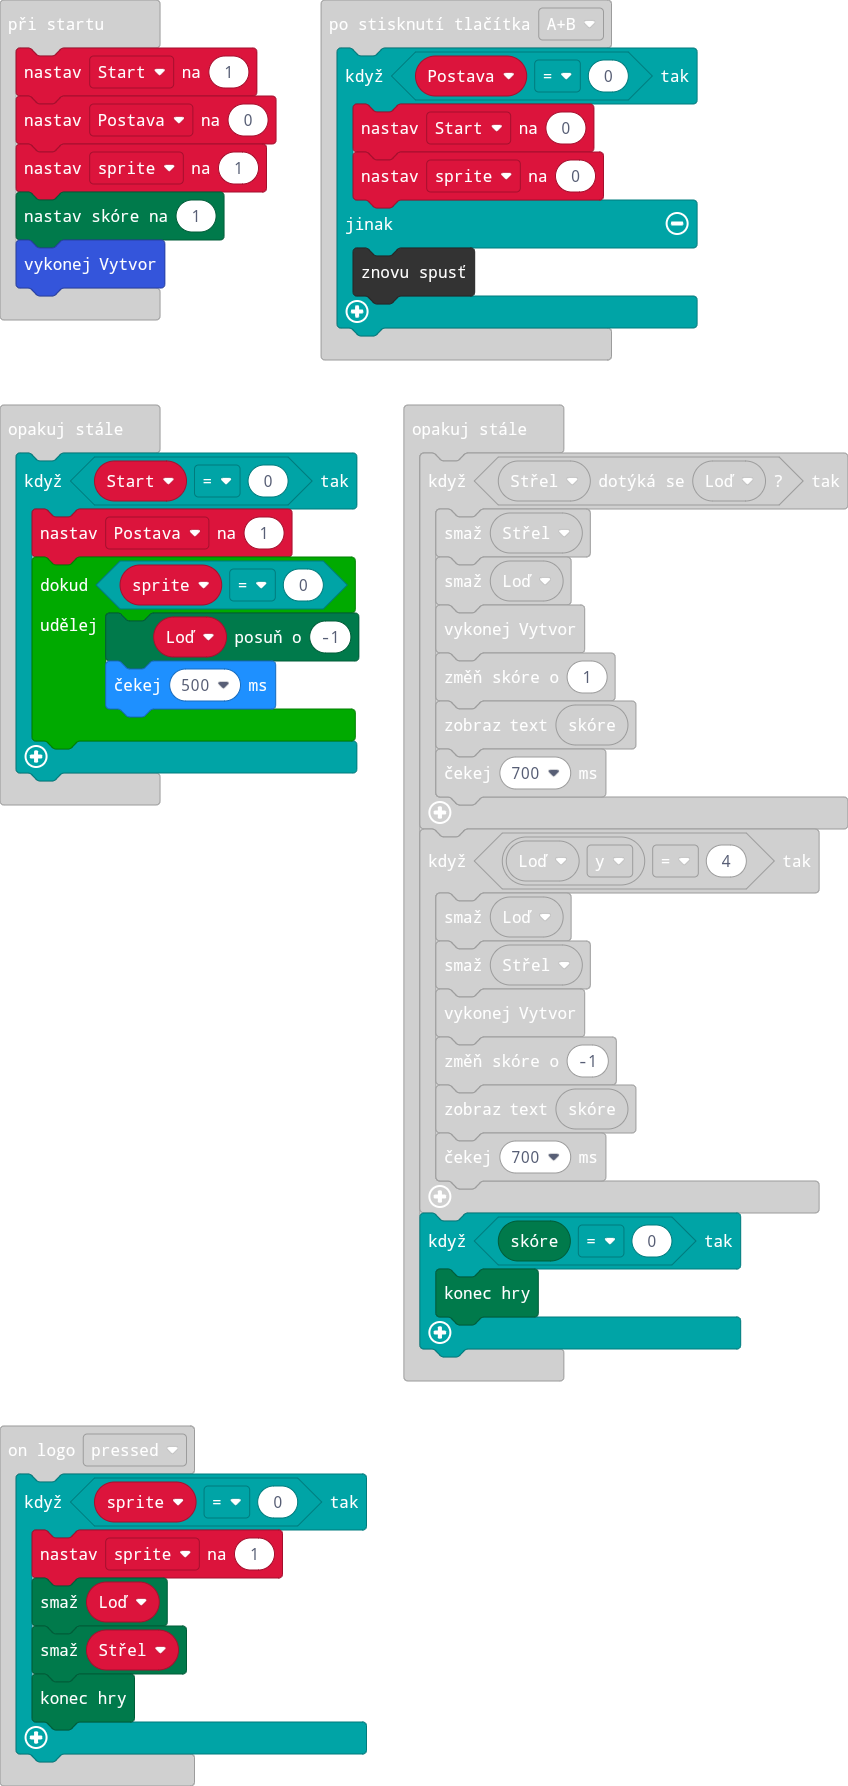 při startu
nastav Start na 1
nastav Postava na 0
nastav sprite na 1
nastav skóre na 1
vykonej Vytvor
po stisknutí tlačítka A+B
když Postava = 0 tak
nastav Start na 0
nastav sprite na 0
jinak
znovu spusť
opakuj stále
když Start = 0 tak
nastav Postava na 1
dokud sprite = 0
udělej
Loď posuň o -1
čekej 500 ms
opakuj stále
když Střel dotýká se Loď ? tak
smaž Střel
smaž Loď
vykonej Vytvor
změň skóre o 1
zobraz text skóre
čekej 700 ms
když Loď y = 4 tak
smaž Loď
smaž Střel
vykonej Vytvor
změň skóre o -1
zobraz text skóre
čekej 700 ms
když skóre = 0 tak
konec hry
on logo pressed
když sprite = 0 tak
nastav sprite na 1
smaž Loď
smaž Střel
konec hry